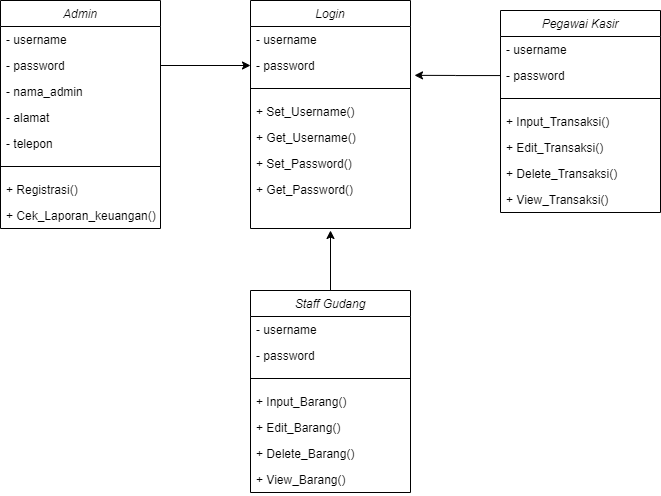 Admin
- username
- password
- nama_admin
- alamat
- telepon
+ Registrasi()
+ Cek_Laporan_keuangan()
Login
- username
- password
+ Set_Username()
+ Get_Username()
+ Set_Password()
+ Get_Password()
Pegawai Kasir
- username
- password
+ Input_Transaksi()
+ Edit_Transaksi()
+ Delete_Transaksi()
+ View_Transaksi()
Staff Gudang
- username
- password
+ Input_Barang()
+ Edit_Barang()
+ Delete_Barang()
+ View_Barang()